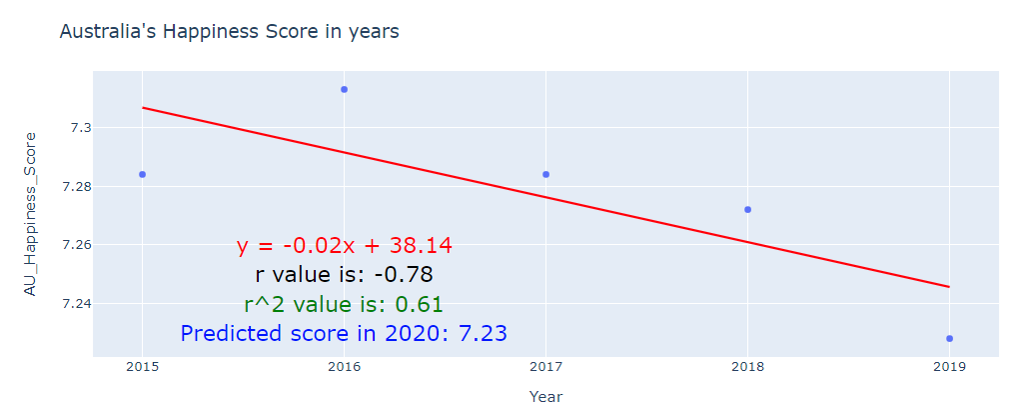 Australia's Happiness Score in years
AU_Happiness_Score
7.3
7.28
7.26
7.24
y = -0.02x + 38.14
r value is: -0.78
r^2 value is: 0.61
Predicted score in 2020: 7.23
2015 2016 2017 2018 2019
Year